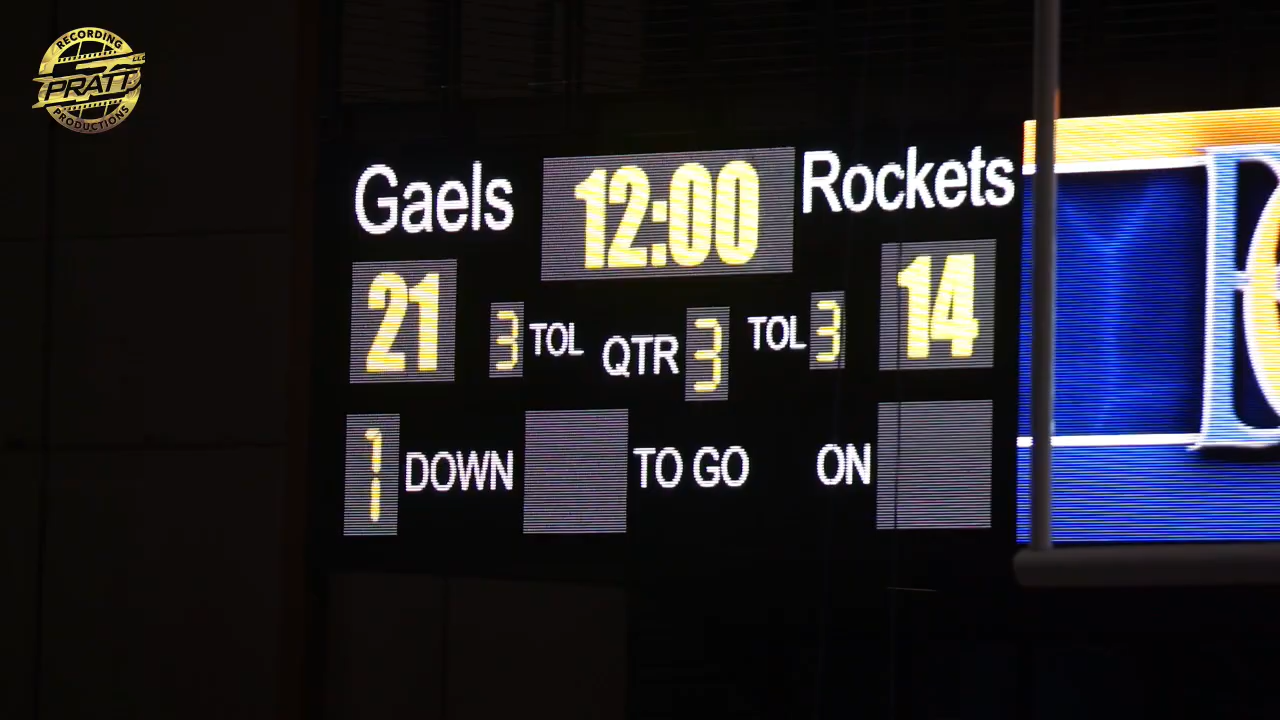 RECORDING
PRATT
LLC
PRODUCTIONS
Gaels 12:00 Rockets
21 3 TOL QTR 3 TOL 3 14
1 DOWN TO GO ON